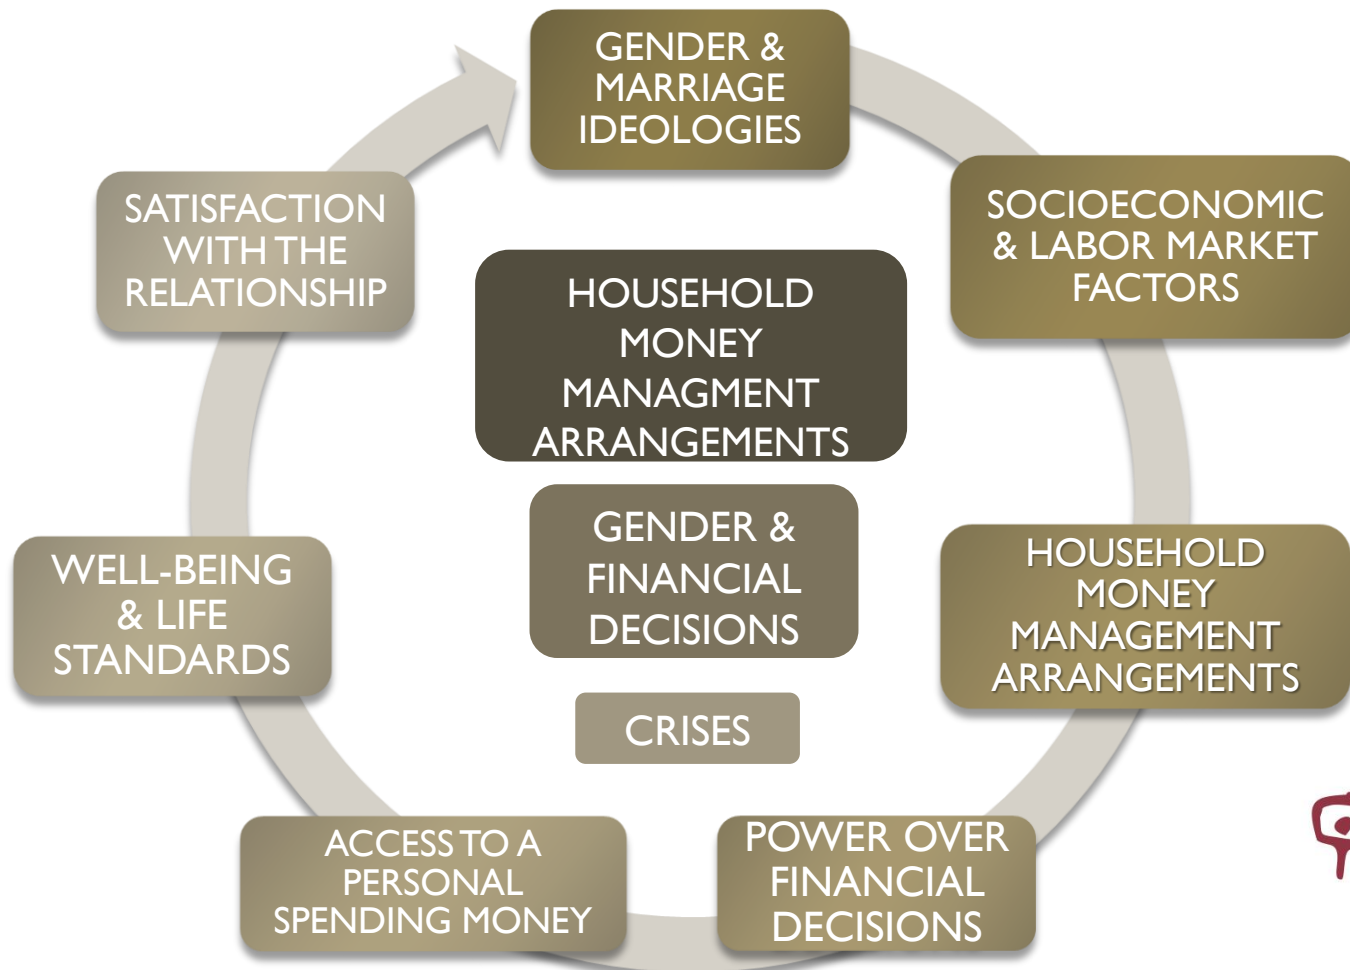 GENDER &
MARRIAGE
IDEOLOGIES
SOCIOECONOMIC
& LABOR MARKET
FACTORS
HOUSEHOLD
MONEY
MANAGEMENT
ARRANGEMENTS
POWER OVER
FINANCIAL
DECISIONS
ACCESS TO A
PERSONAL
SPENDING MONEY
WELL-BEING
& LIFE
STANDARDS
SATISFACTION
WITH THE
RELATIONSHIP
HOUSEHOLD
MONEY
MANAGMENT
ARRANGEMENTS
GENDER &
FINANCIAL
DECISIONS
CRISES